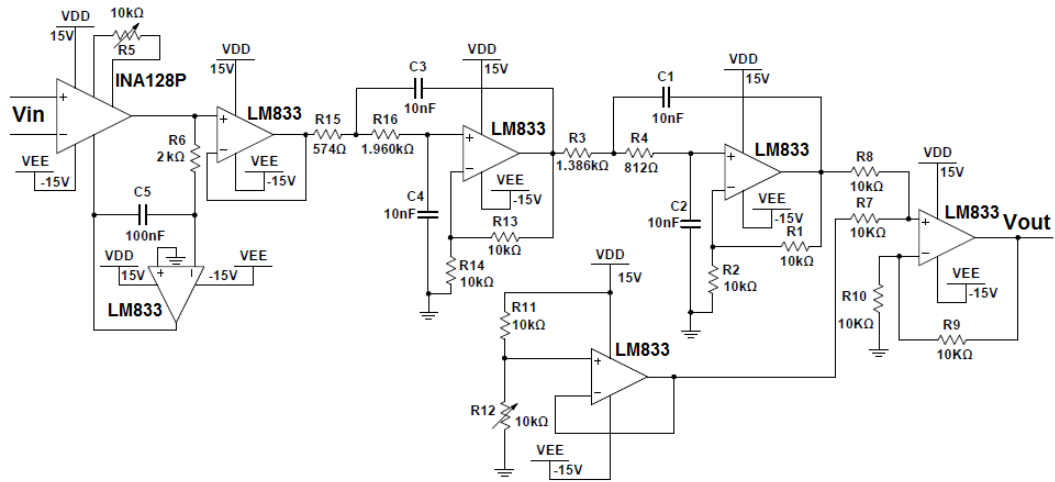 10kΩ
VDD
15V
R5
INA128P
Vin
+
−
VEE
-15V
R6
2kΩ
C5
100nF
VDD
15V
+
−
-15V
VEE
LM833
VDD
15V
LM833
+
−
VEE
-15V
R15
574Ω
R16
1.960kΩ
C3
10nF
VDD
15V
LM833
+
−
VEE
-15V
C4
10nF
R13
10kΩ
R14
10kΩ
R3
1.386kΩ
R4
812Ω
C1
10nF
VDD
15V
LM833
+
−
VEE
-15V
C2
10nF
R1
10kΩ
R2
10kΩ
R8
10kΩ
R7
10KΩ
VDD
15V
LM833
Vout
+
−
VEE
-15V
R10
10KΩ
R9
10KΩ
VDD
15V
R11
10kΩ
LM833
+
−
R12
10kΩ
VEE
-15V